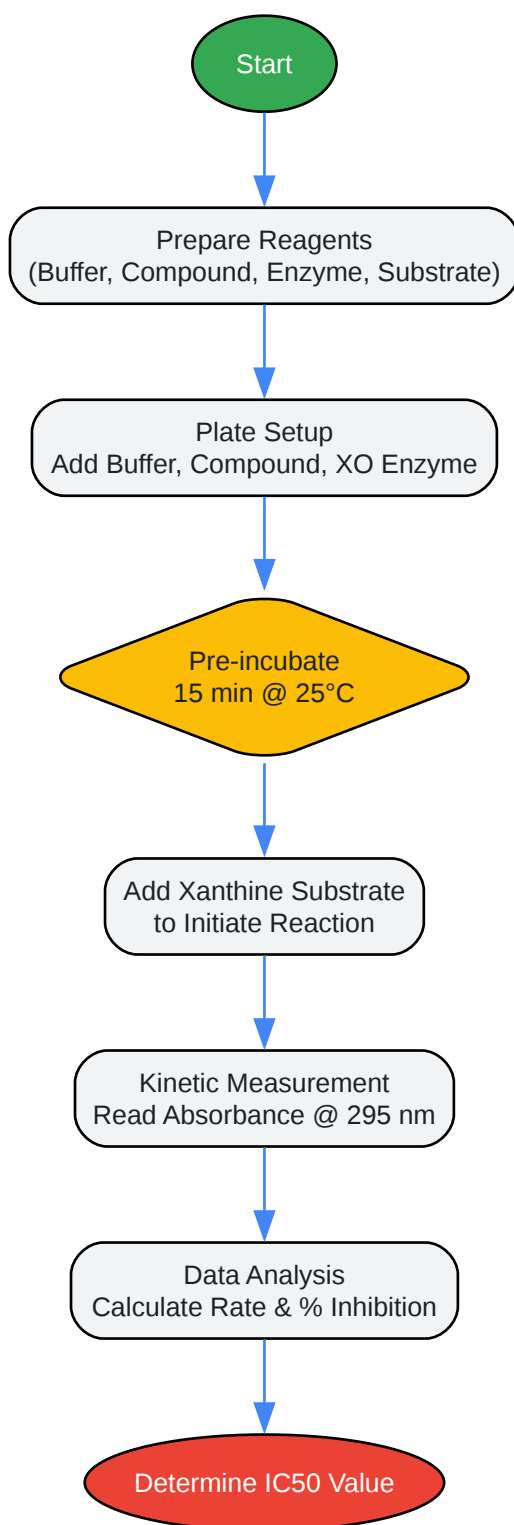 Start
Prepare Reagents
(Buffer, Compound, Enzyme, Substrate)
Plate Setup
Add Buffer, Compound, XO Enzyme
Pre-incubate
15 min @ 25°C
Add Xanthine Substrate
to Initiate Reaction
Kinetic Measurement
Read Absorbance @ 295 nm
Data Analysis
Calculate Rate & % Inhibition
Determine IC50 Value